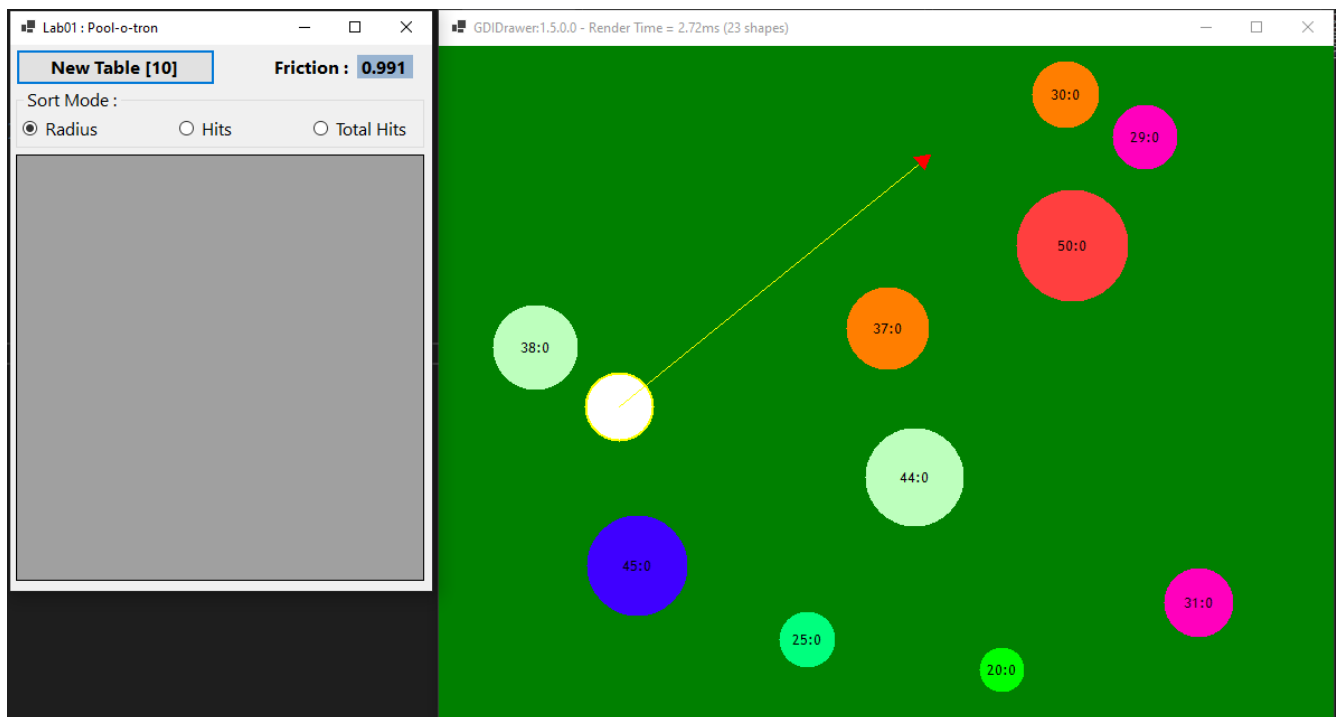 Lab01 : Pool-o-tron
New Table [10]
Friction :
0.991
Sort Mode :
Radius
Hits
Total Hits
GDIDrawer:1.5.0.0 - Render Time = 2.72ms (23 shapes)
30:0
29:0
50:0
37:0
38:0
44:0
45:0
31:0
25:0
20:0